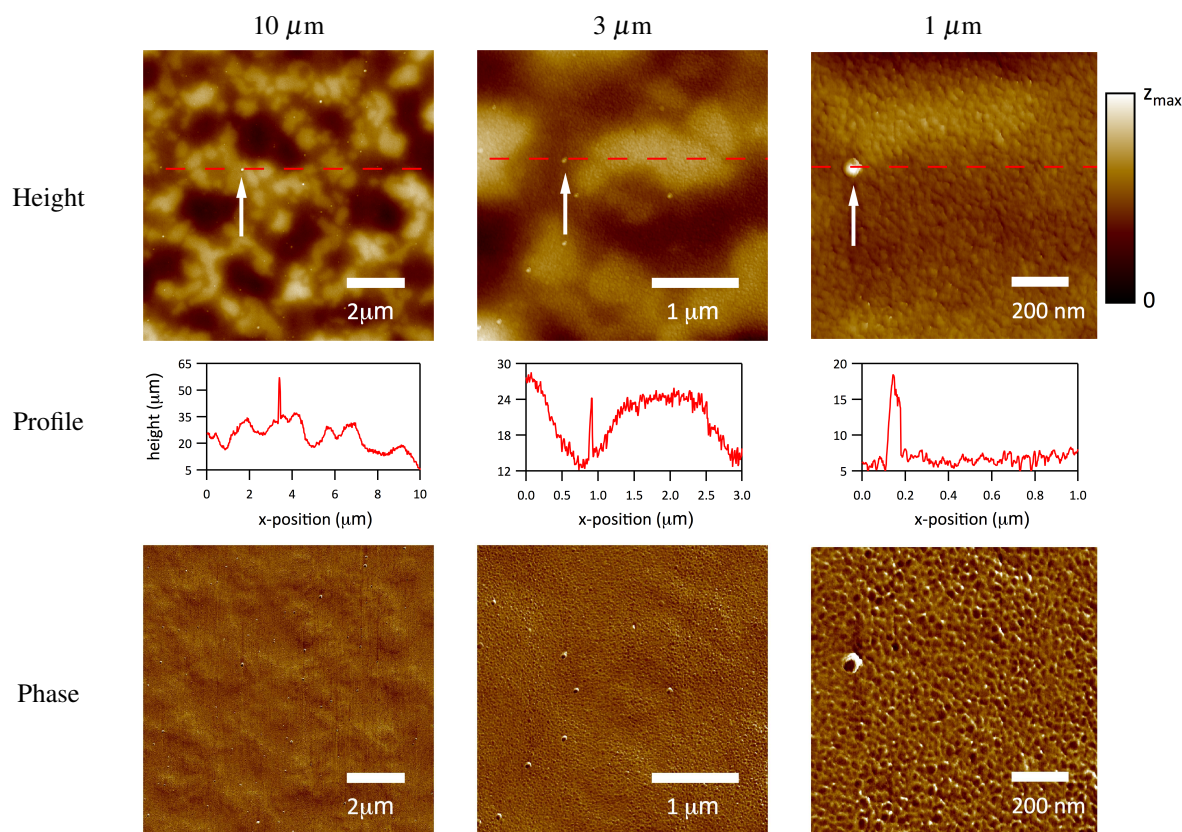 10 μm
3 μm
1 μm
Height
2μm
1 μm
200 nm
zmax
0
Profile
height (μm)
65
50
35
20
5
0
2
4
6
8
10
x-position (μm)
30
24
18
12
0.0
0.5
1.0
1.5
2.0
2.5
3.0
x-position (μm)
20
15
10
5
0.0
0.2
0.4
0.6
0.8
1.0
x-position (μm)
Phase
2μm
1 μm
200 nm